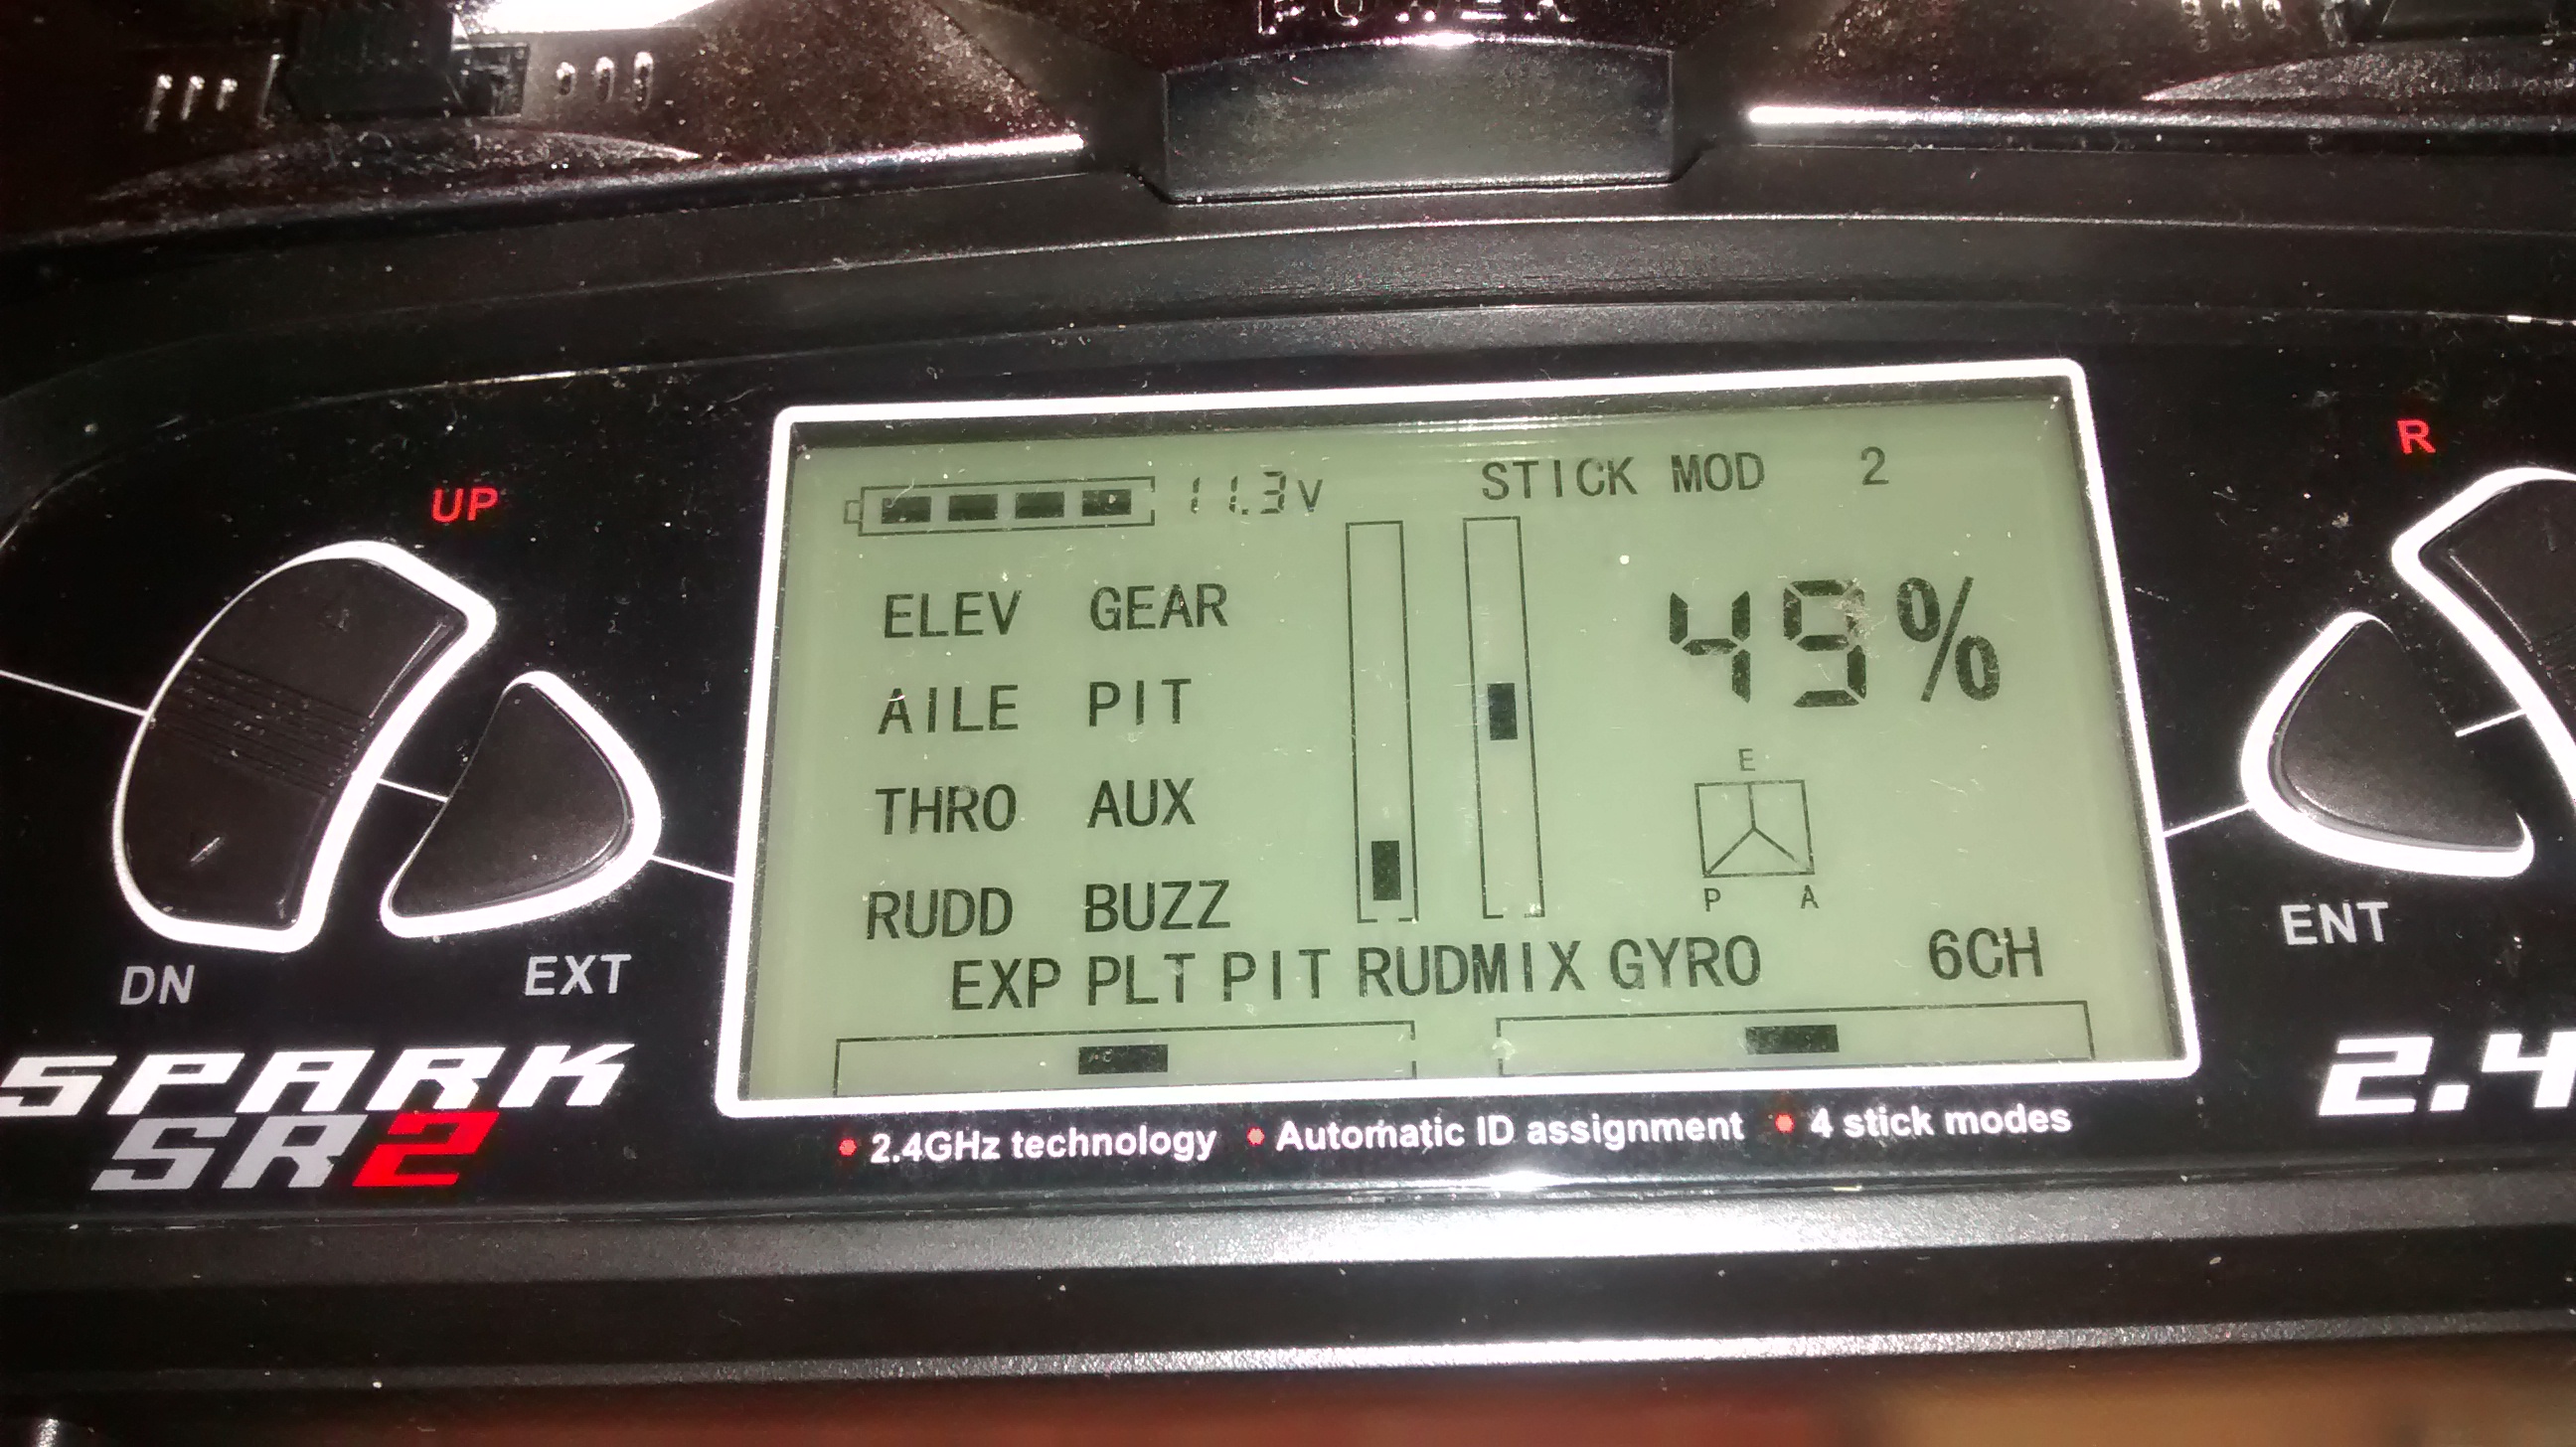 POWER
UP
R
11.3V STICK MOD 2
ELEV GEAR
49%
AILE PIT
E
THRO AUX
P A
RUDD BUZZ
EXP PLT PIT RUDMIX GYRO 6CH
DN EXT
ENT
SPARK
SR2
2.4
2.4GHz technology Automatic ID assignment 4 stick modes